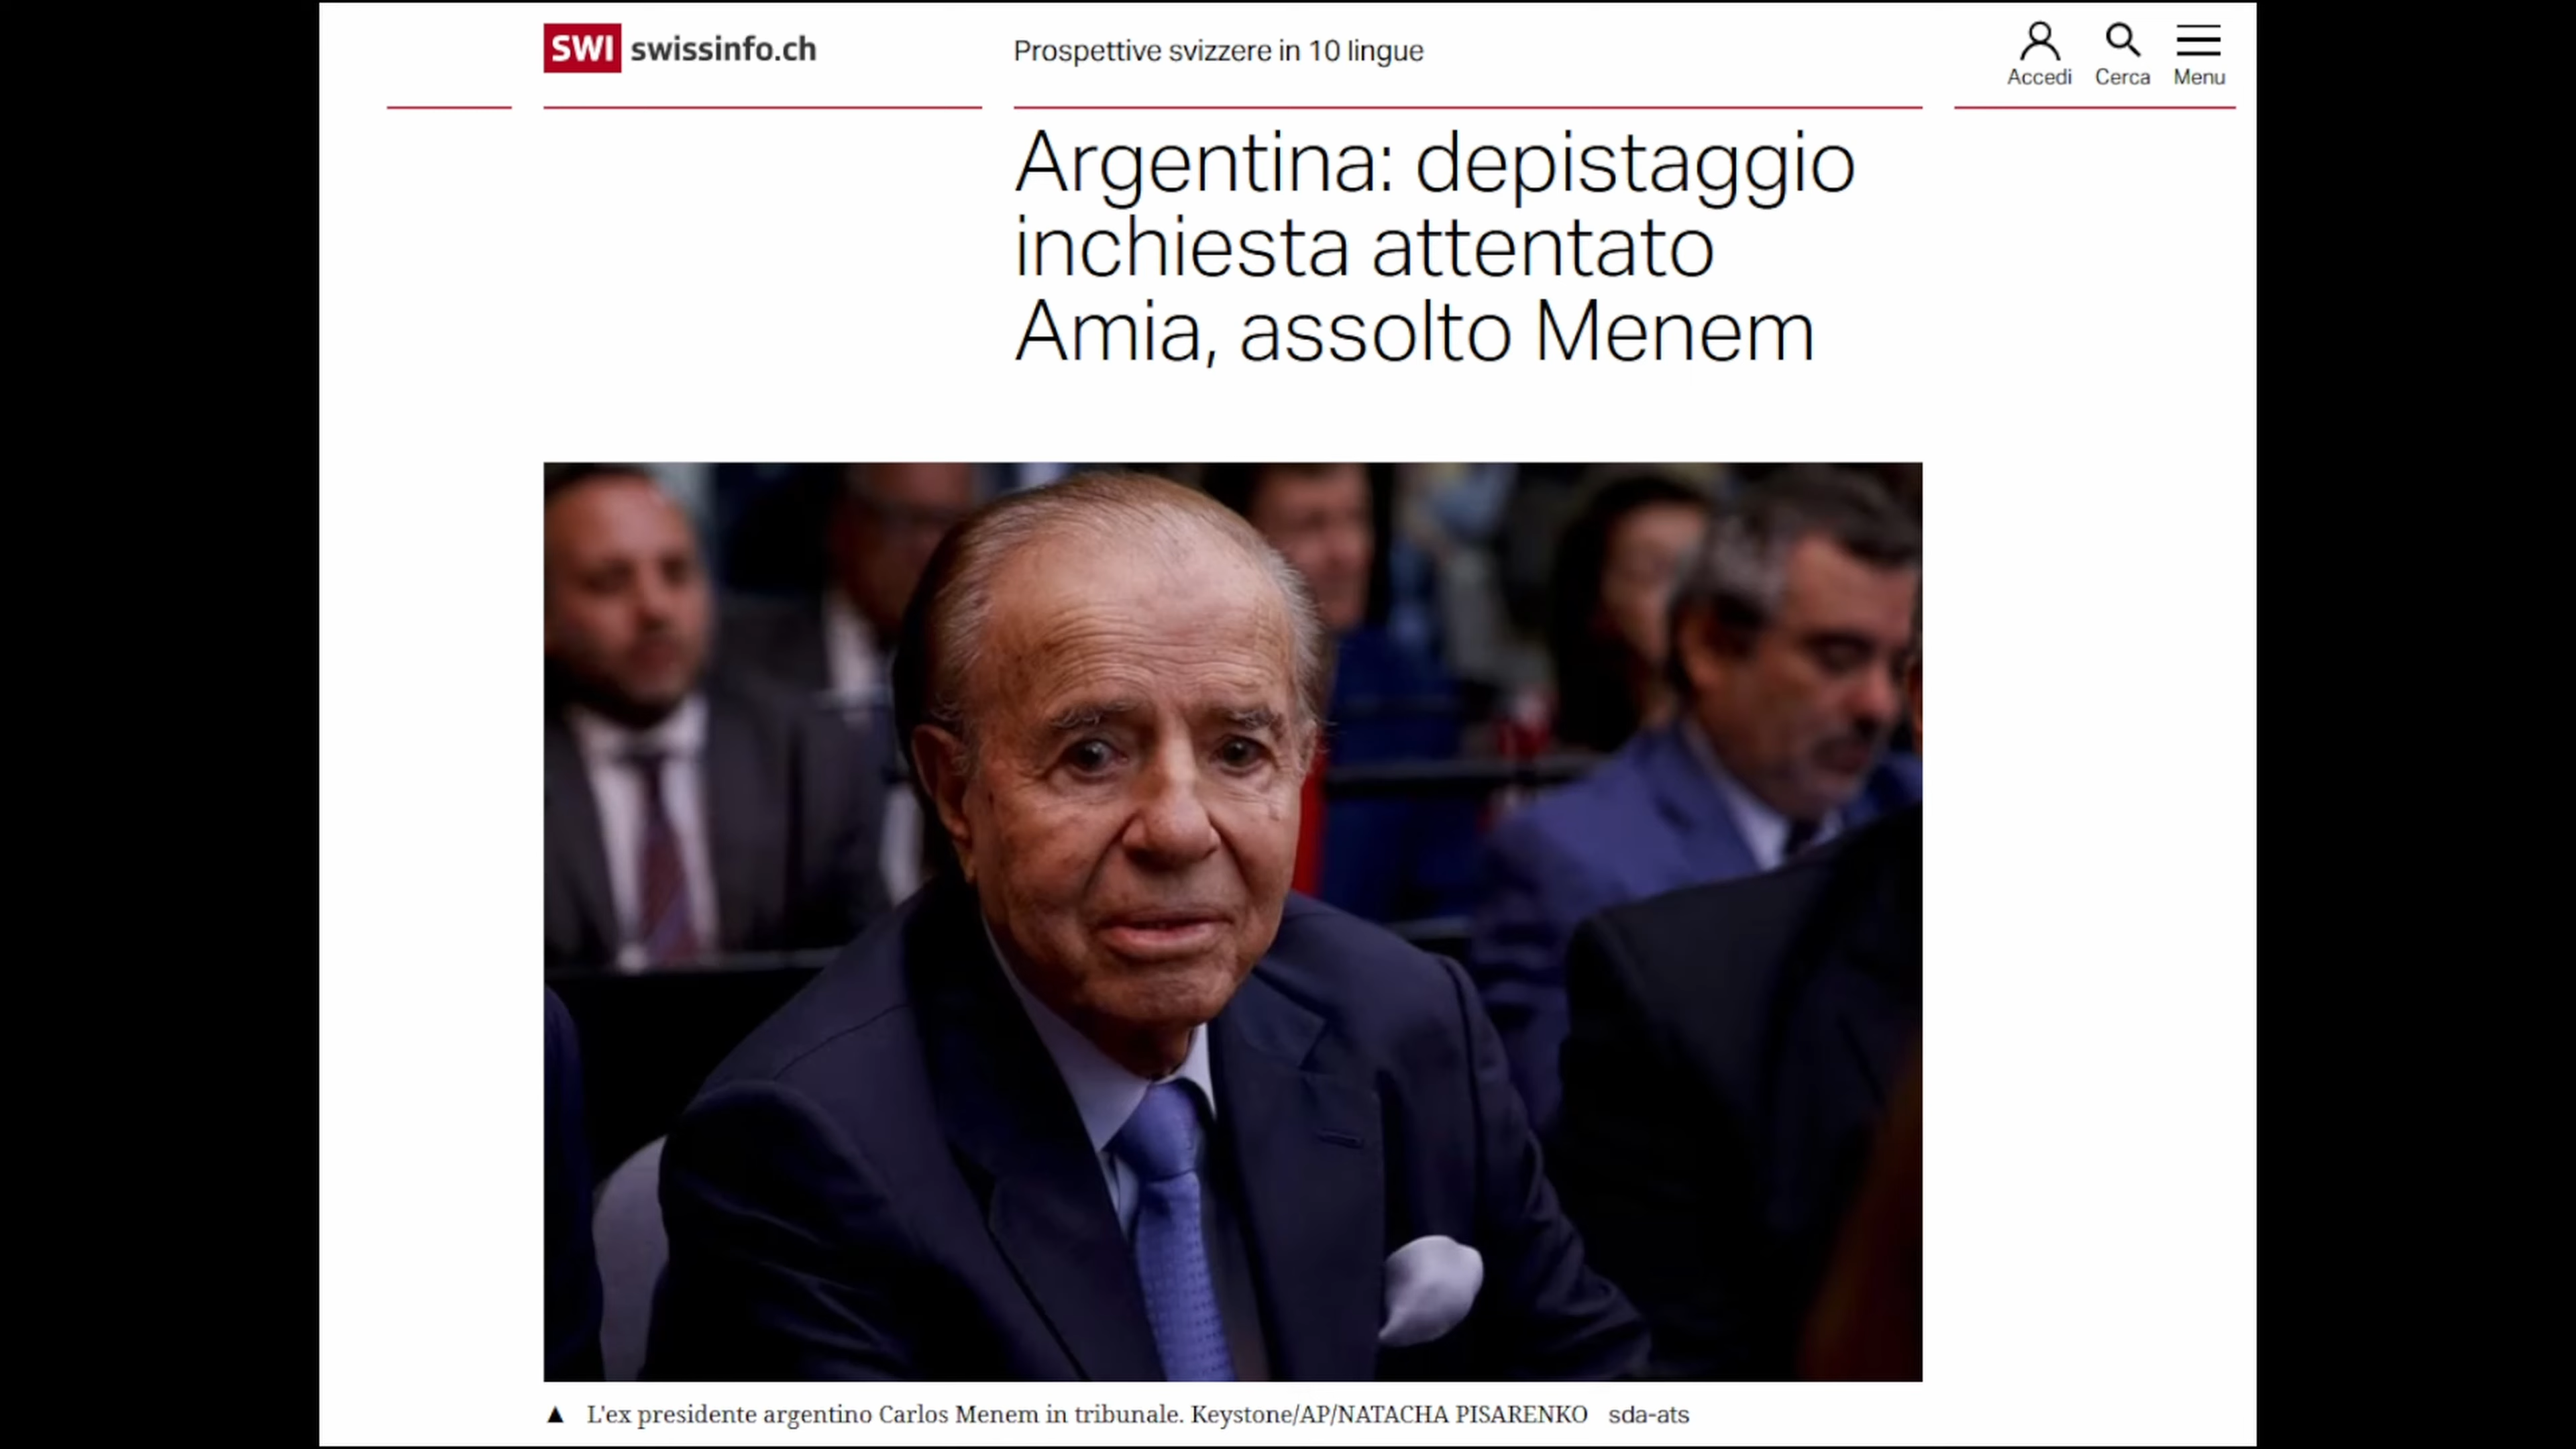 SWI swissinfo.ch
Prospettive svizzere in 10 lingue
Accedi
Cerca
Menu
Argentina: depistaggio
inchiesta attentato
Amia, assolto Menem
▲ L'ex presidente argentino Carlos Menem in tribunale. Keystone/AP/NATACHA PISARENKO sda-ats